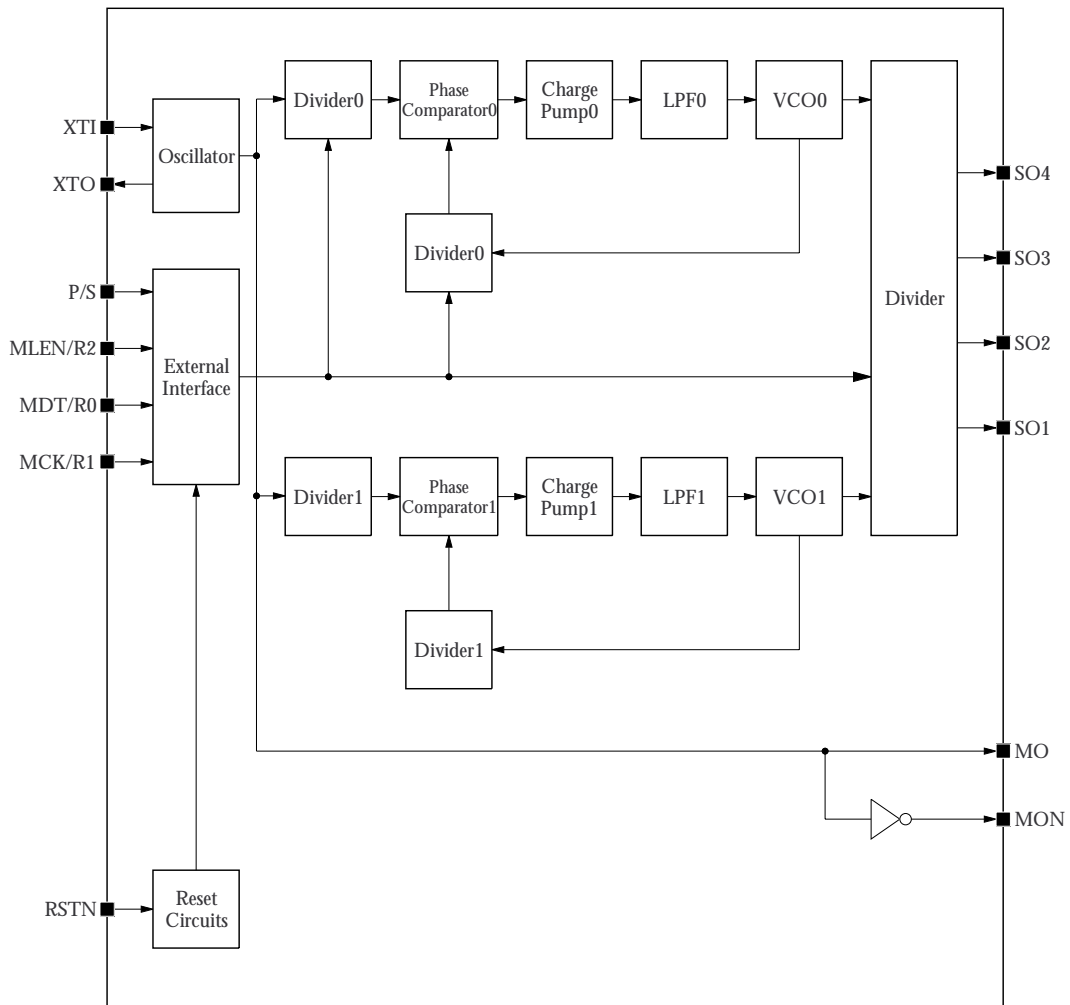 Divider0
Phase
Comparator0
Charge
Pump0
LPF0
VCO0
XTI
Oscillator
XTO
SO4
Divider0
SO3
P/S
Divider
MLEN/R2
SO2
External
Interface
MDT/R0
SO1
MCK/R1
Divider1
Phase
Comparator1
Charge
Pump1
LPF1
VCO1
Divider1
MO
MON
RSTN
Reset
Circuits